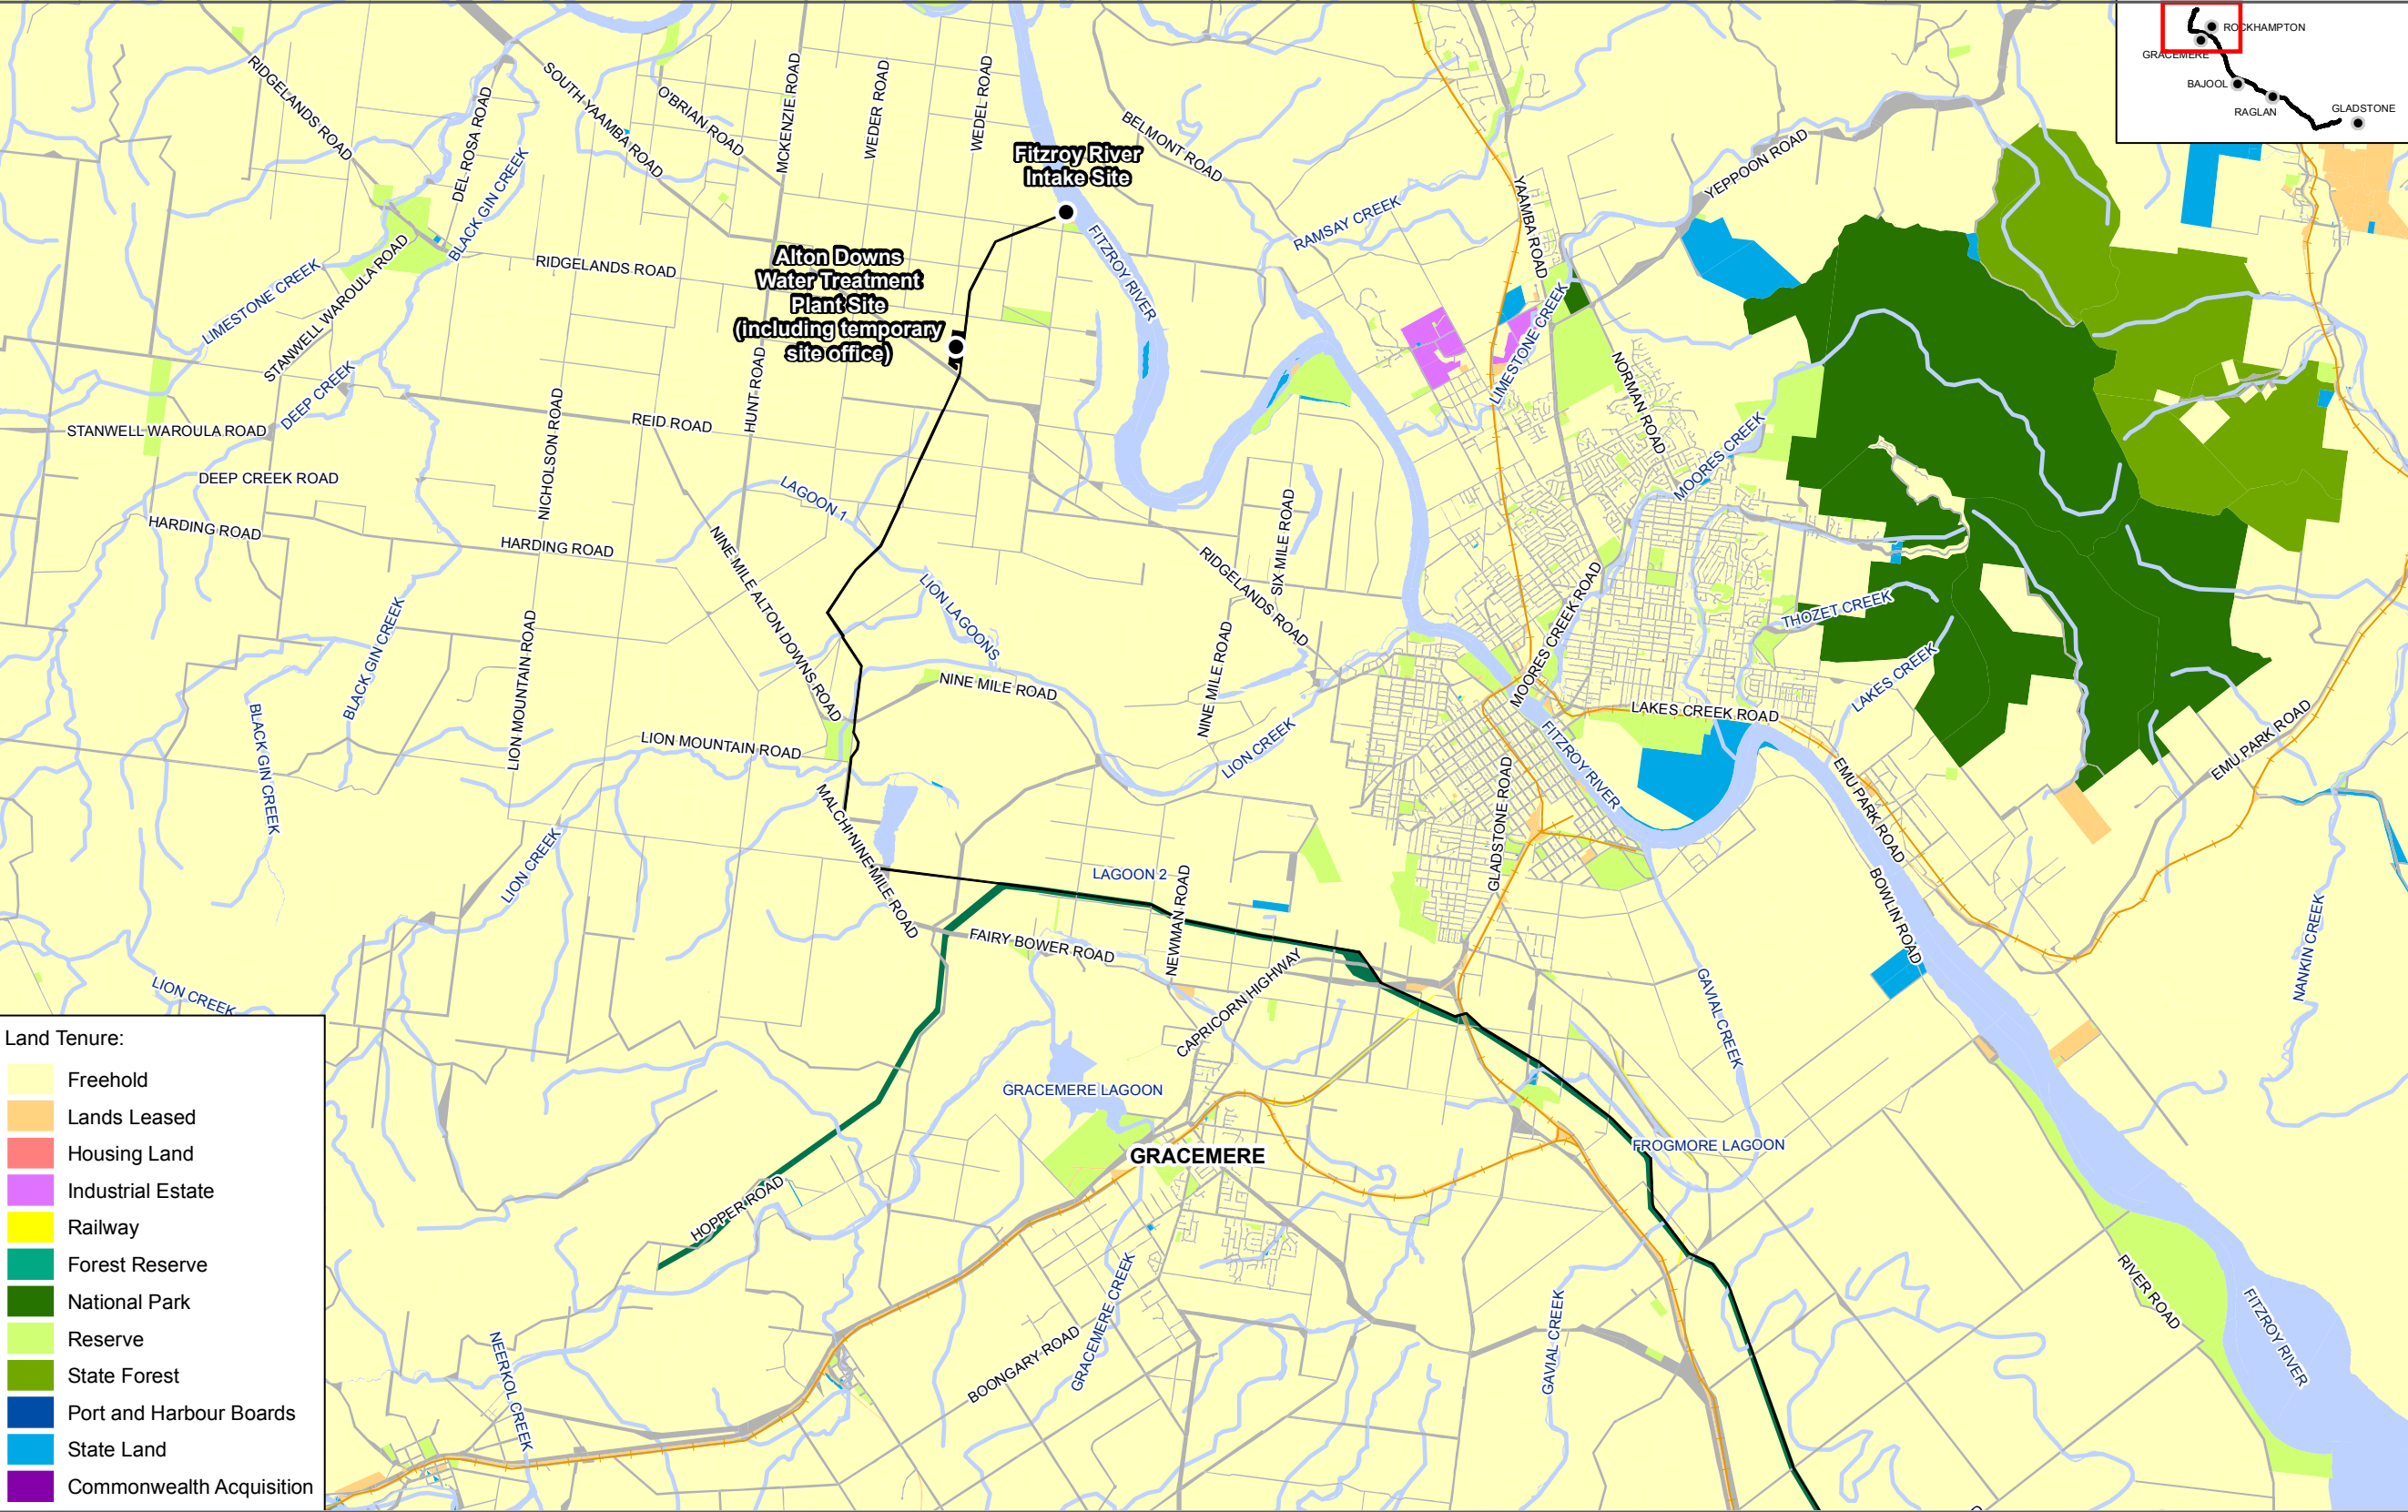 ROCKHAMPTON
GRACEMERE
BAJOOL
RAGLAN
GLADSTONE
RIDGELANDS ROAD
DEL ROSA ROAD
SOUTH YAAMBA ROAD
O'BRIAN ROAD
MCKENZIE ROAD
WEDER ROAD
WEDEL ROAD
BELMONT ROAD
YAAMBA ROAD
YEPPOON ROAD
BLACK GIN CREEK
Fitzroy River
Intake Site
RAMSAY CREEK
FITZROY RIVER
Alton Downs
Water Treatment
Plant Site
(including temporary
site office)
RIDGELANDS ROAD
LIMESTONE CREEK
STANWELL WAROULA ROAD
DEEP CREEK
HUNT ROAD
LIMESTONE CREEK
NORMAN ROAD
STANWELL WAROULA ROAD
NICHOLSON ROAD
REID ROAD
MOORES CREEK
DEEP CREEK ROAD
LAGOON 1
SIX MILE ROAD
HARDING ROAD
HARDING ROAD
NINE MILE ALTON DOWNS ROAD
LION LAGOONS
RIDGELANDS ROAD
MOORES CREEK ROAD
THOZET CREEK
BLACK GIN CREEK
LION MOUNTAIN ROAD
NINE MILE ROAD
NINE MILE ROAD
LAKES CREEK
LAKES CREEK ROAD
BLACK GIN CREEK
LION MOUNTAIN ROAD
LION CREEK
FITZROY RIVER
EMU PARK ROAD
EMU PARK ROAD
MALCHI NINE MILE ROAD
GLADSTONE ROAD
LION CREEK
LAGOON 2
NEWMAN ROAD
BOWLIN ROAD
FAIRY BOWER ROAD
CAPRICORN HIGHWAY
GAVIAL CREEK
NANKIN CREEK
LION CREEK
GRACEMERE LAGOON
GRACEMERE
FROGMORE LAGOON
HOPPER ROAD
GRACEMERE CREEK
BOONGARY ROAD
GAVIAL CREEK
NEERKOL CREEK
RIVER ROAD
FITZROY RIVER
Land Tenure:
Freehold
Lands Leased
Housing Land
Industrial Estate
Railway
Forest Reserve
National Park
Reserve
State Forest
Port and Harbour Boards
State Land
Commonwealth Acquisition